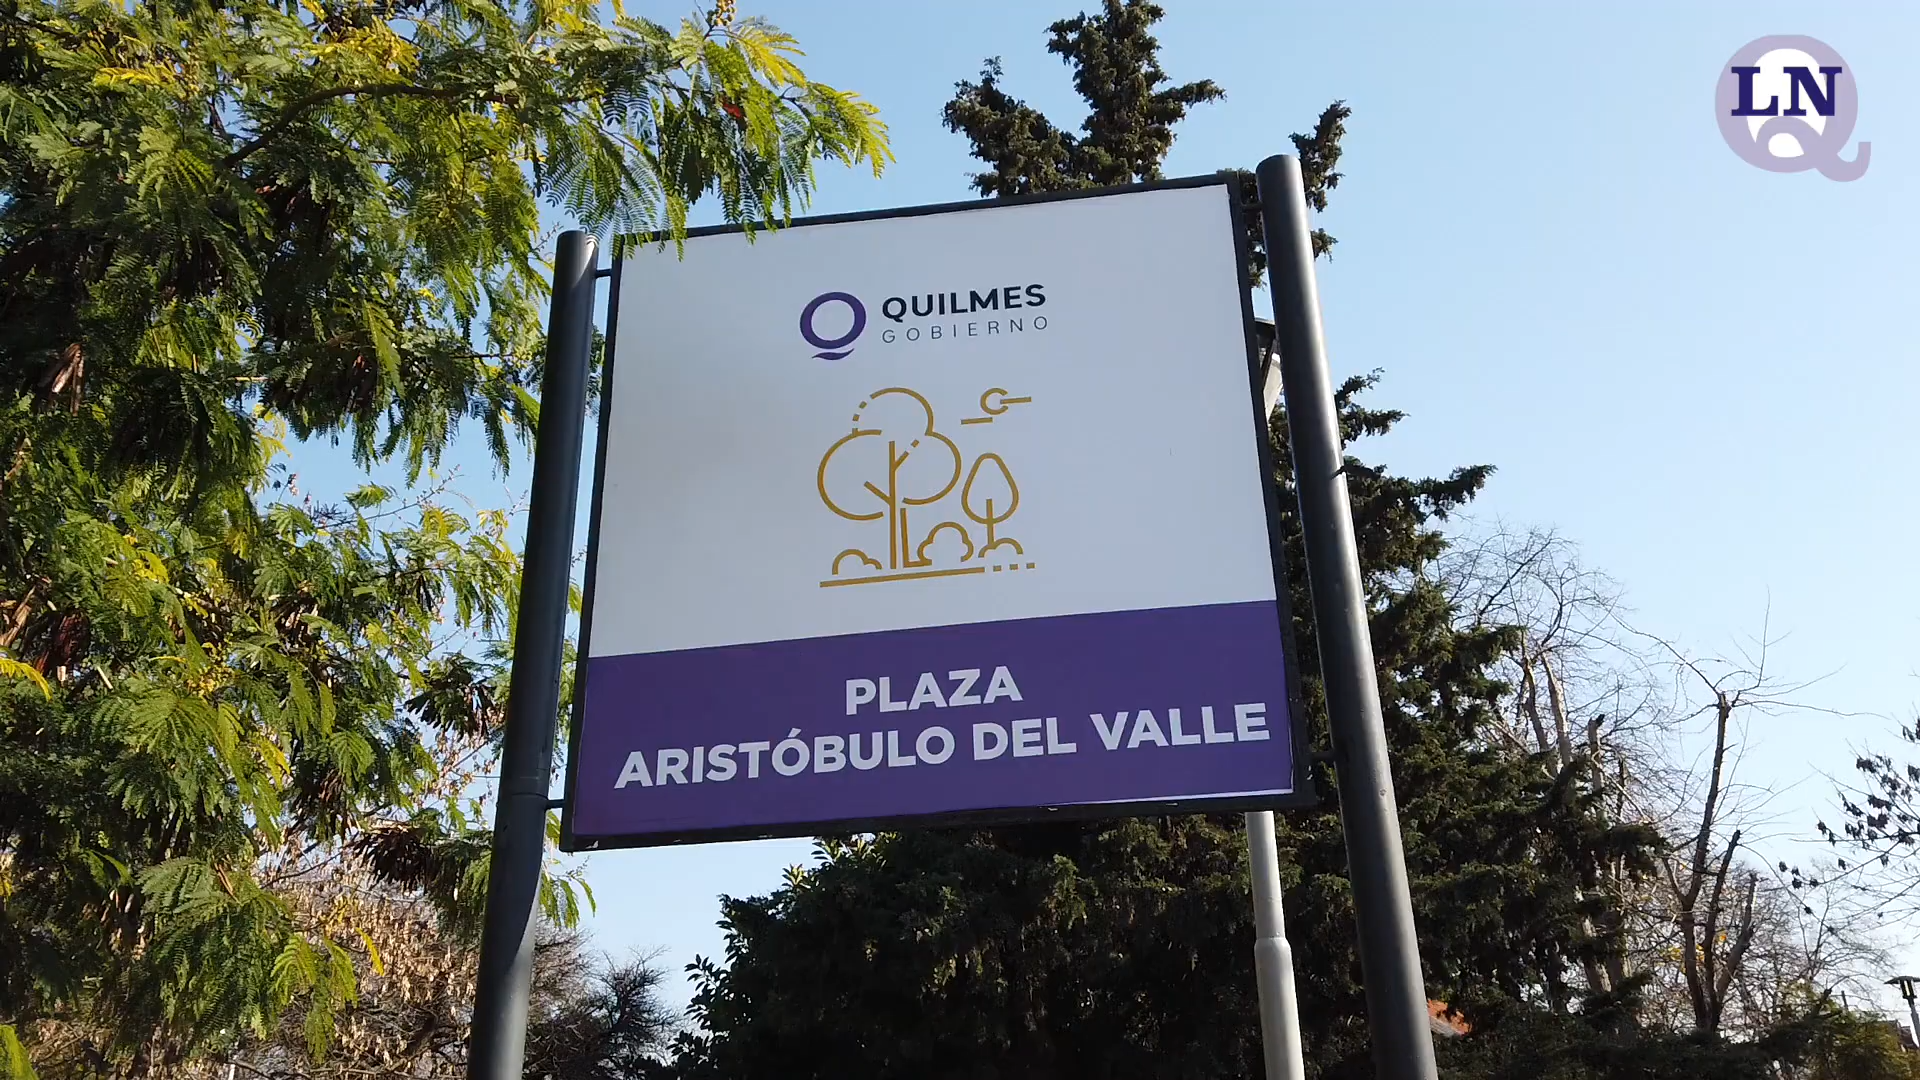 LN
Q
QUILMES
GOBIERNO
PLAZA
ARISTÓBULO DEL VALLE